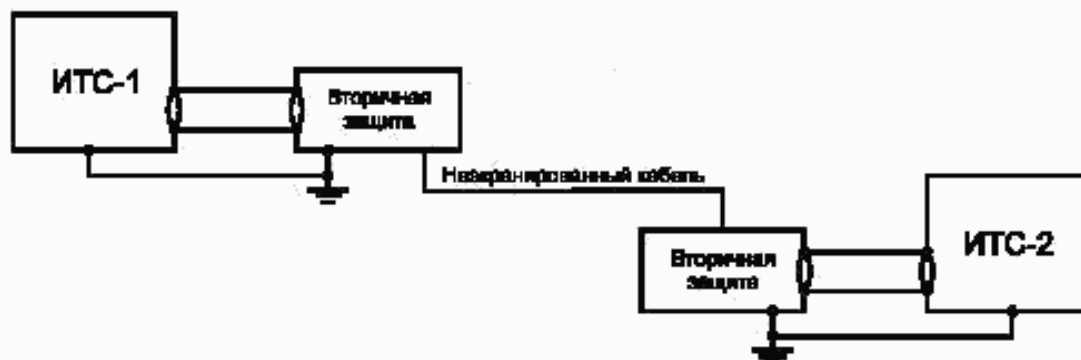 ИТС-1
Вторичная
защита
Неэкранированный кабель
Вторичная
защита
ИТС-2